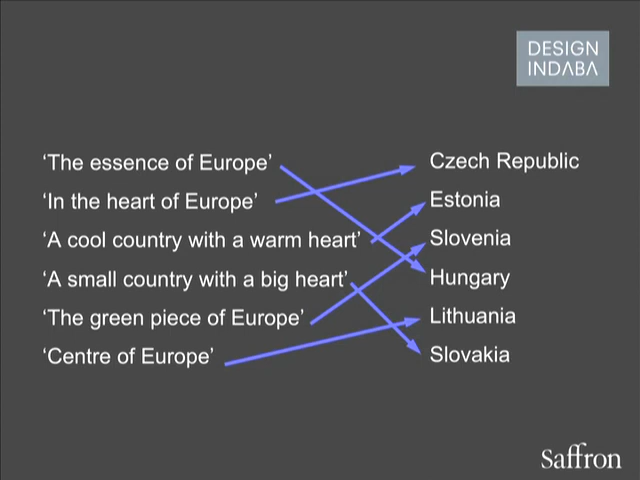 DESIGN
INDABA
‘The essence of Europe’
Czech Republic
‘In the heart of Europe’
Estonia
‘A cool country with a warm heart’
Slovenia
‘A small country with a big heart’
Hungary
‘The green piece of Europe’
Lithuania
‘Centre of Europe’
Slovakia
Saffron